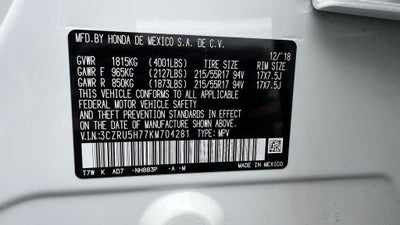 MFD.BY HONDA DE MEXICO S.A. DE C.V.
12/'18
GVWR 1815KG (4001LBS) TIRE SIZE RIM SIZE
GAWR F 965KG (2127LBS) 215/55R17 94V 17X7.5J
GAWR R 850KG (1873LBS) 215/55R17 94V 17X7.5J
THIS VEHICLE CONFORMS TO ALL APPLICABLE
FEDERAL MOTOR VEHICLE SAFETY
AND THEFT PREVENTION STANDARDS IN
EFFECT ON THE DATE OF MANUFACTURE SHOWN ABOVE.
V.I.N:3CZRU5H77KM704281 TYPE: MPV
T7W K AD7 -NH883P -A -M
MADE IN MEXICO